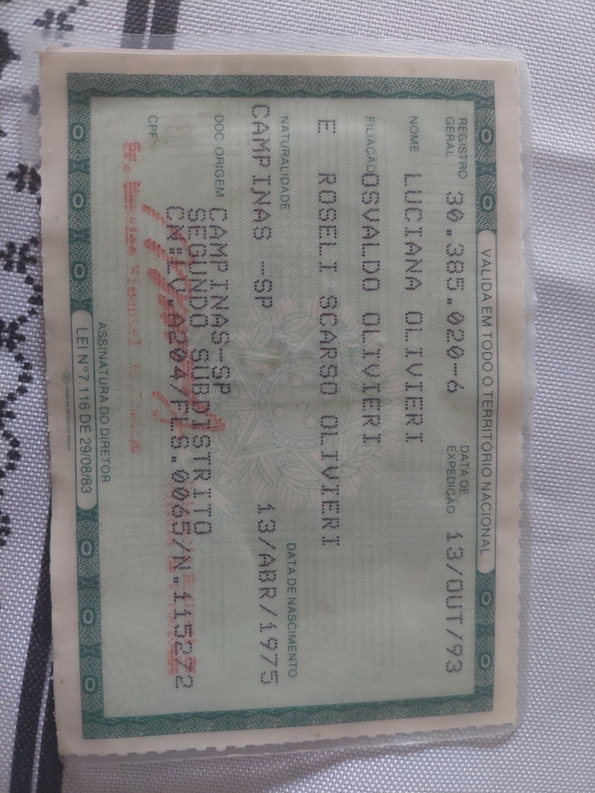 VÁLIDA EM TODO O TERRITÓRIO NACIONAL
REGISTRO GERAL 30.385.020-6 DATA DE EXPEDIÇÃO 13/OUT/93
NOME LUCIANA OLIVIERI
FILIAÇÃO OSVALDO OLIVIERI
E ROSELI SCARSO OLIVIERI
NATURALIDADE CAMPINAS -SP DATA DE NASCIMENTO 13/ABR/1975
DOC ORIGEM CAMPINAS-SP
SEGUNDO SUBDISTRITO
CN:LV.A204/FLS.0065/N.115272
CPF
ASSINATURA DO DIRETOR
LEI Nº 7.116 DE 29/08/83